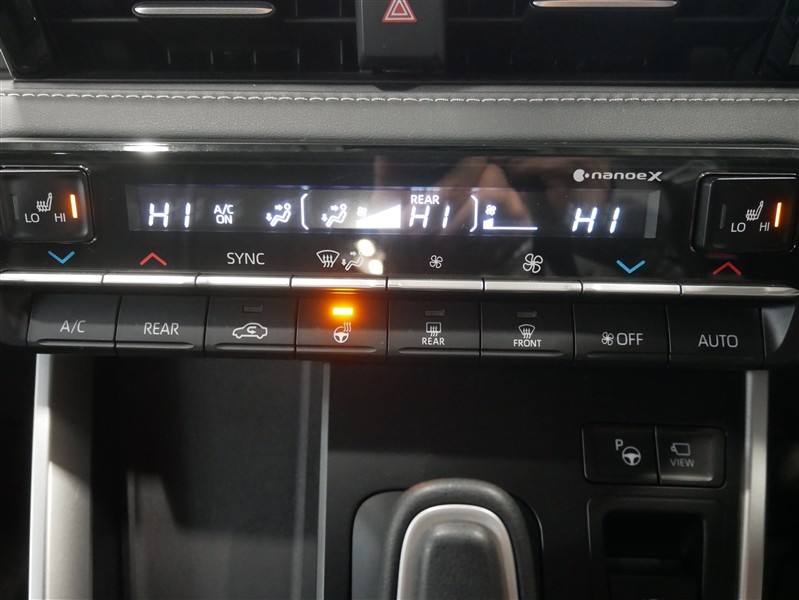 nanoeX
LO HI
HI A/C ON REAR HI HI
LO HI
SYNC
A/C REAR REAR FRONT OFF AUTO
P VIEW